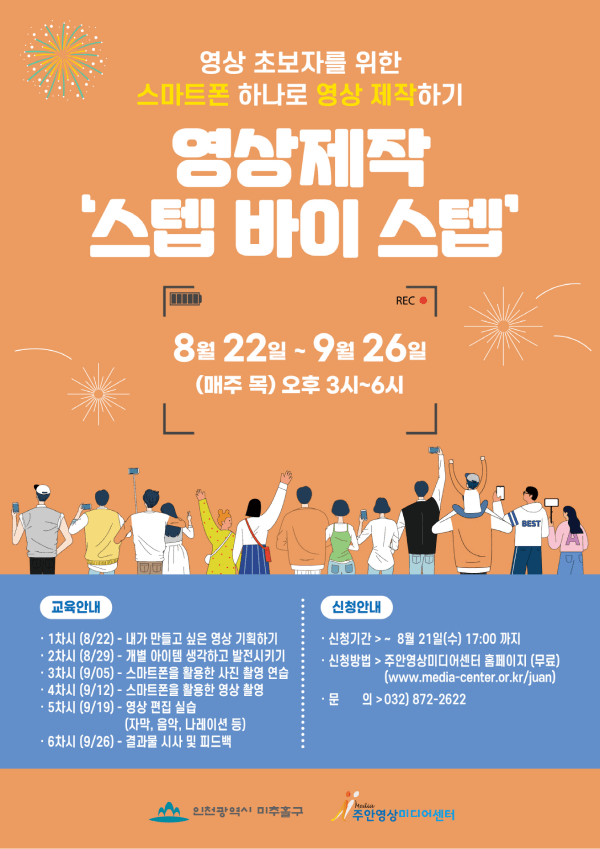 영상 초보자를 위한
스마트폰 하나로 영상 제작하기
영상제작
‘스텝 바이 스텝’
REC
8월 22일 ~ 9월 26일
(매주 목) 오후 3시~6시
BEST
A
교육안내
· 1차시 (8/22) - 내가 만들고 싶은 영상 기획하기
· 2차시 (8/29) - 개별 아이템 생각하고 발전시키기
· 3차시 (9/05) - 스마트폰을 활용한 사진 촬영 연습
· 4차시 (9/12) - 스마트폰을 활용한 영상 촬영
· 5차시 (9/19) - 영상 편집 실습
(자막, 음악, 나레이션 등)
· 6차시 (9/26) - 결과물 시사 및 피드백
신청안내
· 신청기간 > ~ 8월 21일(수) 17:00 까지
· 신청방법 > 주안영상미디어센터 홈페이지 (무료)
(www.media-center.or.kr/juan)
· 문 의 > 032) 872-2622
인천광역시 미추홀구
Media
주안영상미디어센터